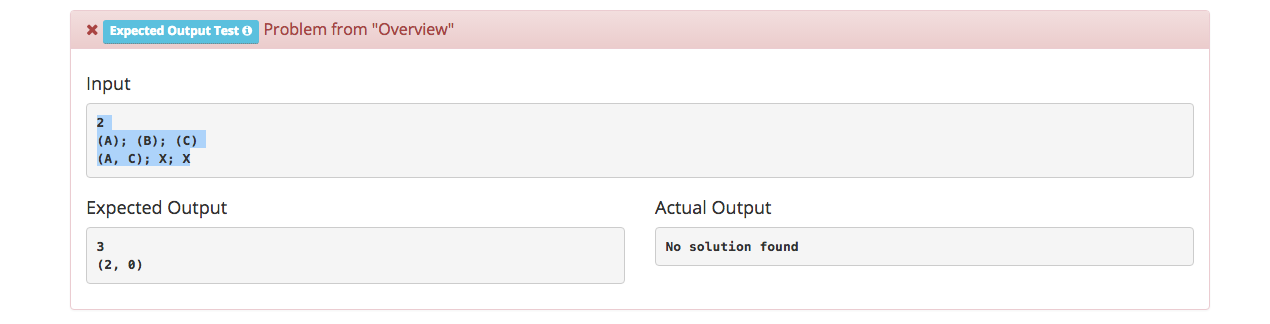 ✖ Expected Output Test Problem from "Overview"
Input
2
(A); (B); (C)
(A, C); X; X
Expected Output
Actual Output
3
(2, 0)
No solution found